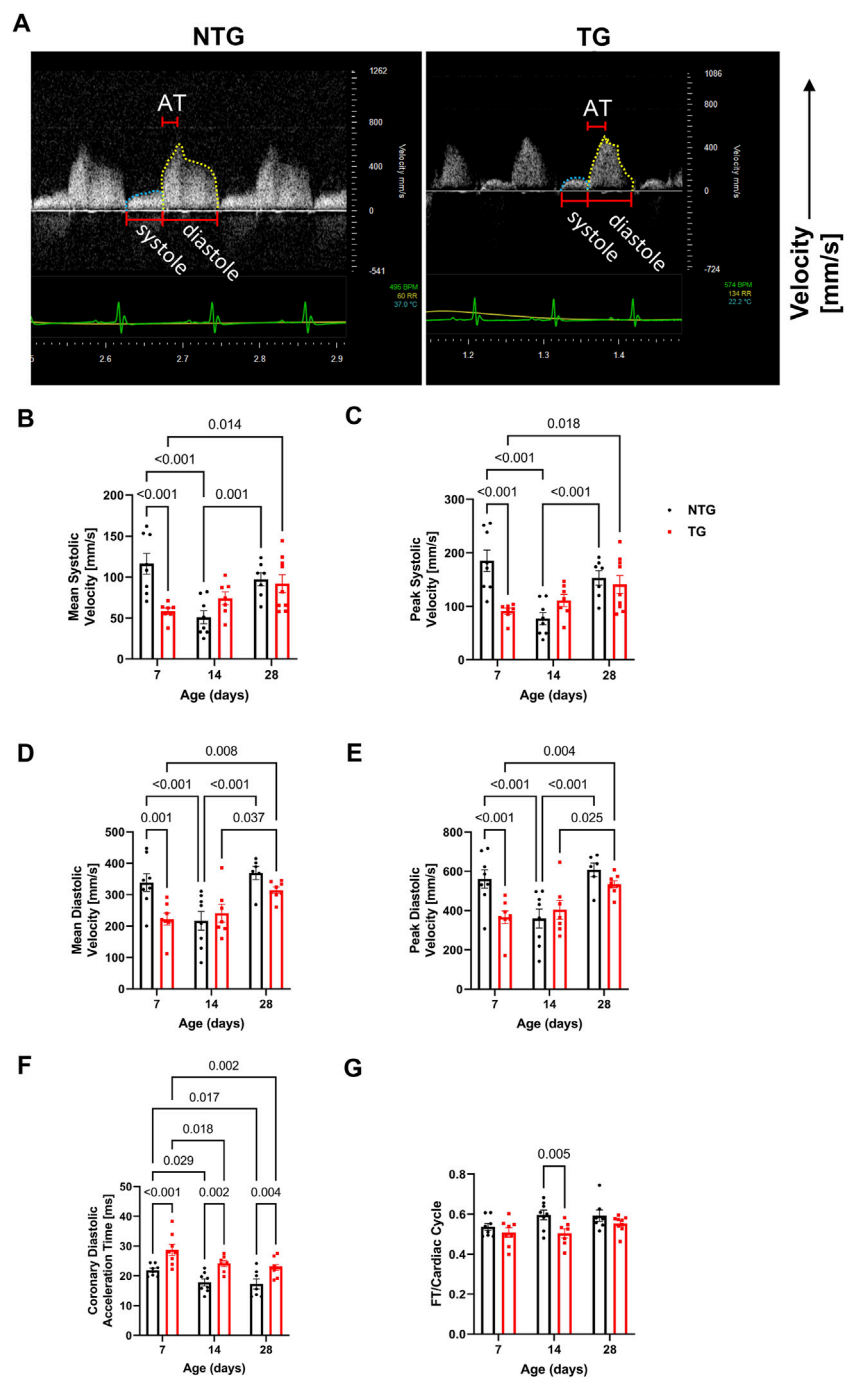 A
NTG
TG
1262
800
400
0
-541
Velocity mm/s
AT
systole
diastole
495 BPM
60 RR
37.0 °C
2.6
2.7
2.8
2.9
1086
800
400
0
-724
Velocity mm/s
AT
systole
diastole
574 BPM
134 RR
22.2 °C
1.2
1.3
1.4
Velocity
[mm/s]
B
0.014
<0.001
<0.001
0.001
200
150
100
50
0
Mean Systolic
Velocity [mm/s]
7
14
28
Age (days)
C
0.018
<0.001
<0.001
<0.001
300
200
100
0
Peak Systolic
Velocity [mm/s]
7
14
28
Age (days)
NTG
TG
D
0.008
<0.001
<0.001
0.001
0.037
500
400
300
200
100
0
Mean Diastolic
Velocity [mm/s]
7
14
28
Age (days)
E
0.004
<0.001
<0.001
<0.001
0.025
800
600
400
200
0
Peak Diastolic
Velocity [mm/s]
7
14
28
Age (days)
F
0.002
0.017
0.018
0.029
<0.001
0.002
0.004
50
40
30
20
10
0
Coronary Diastolic
Acceleration Time [ms]
7
14
28
Age (days)
G
0.005
0.8
0.6
0.4
0.2
0.0
FT/Cardiac Cycle
7
14
28
Age (days)